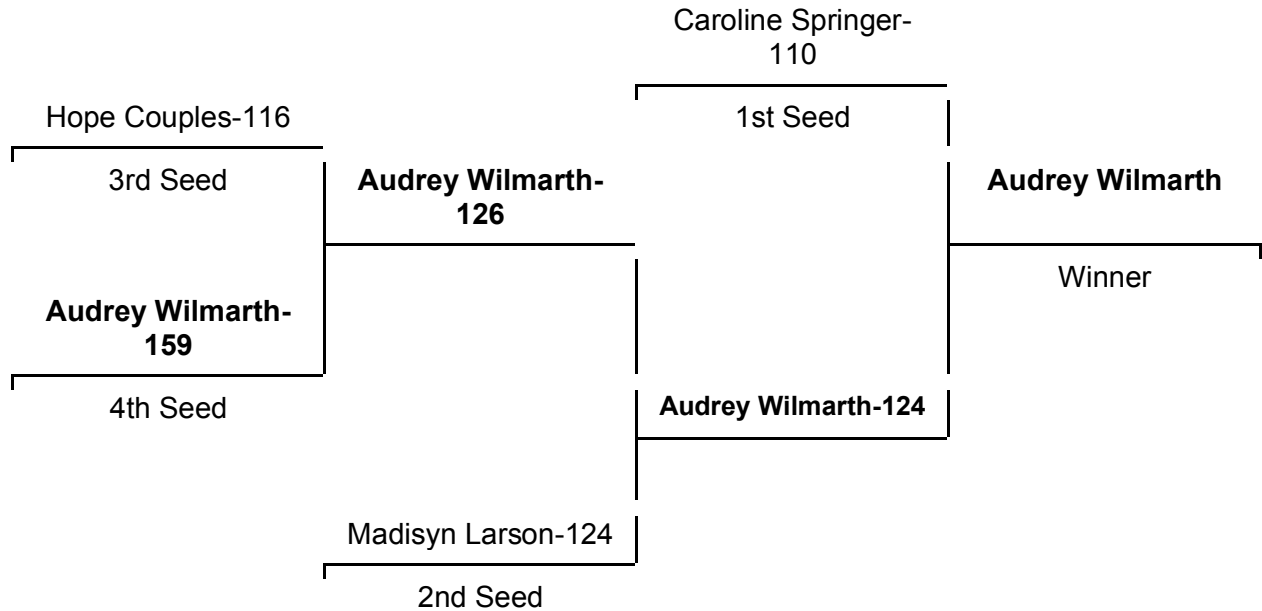 Caroline Springer-
110
Hope Couples-116
1st Seed
3rd Seed
Audrey Wilmarth-
126
Audrey Wilmarth
Winner
Audrey Wilmarth-
159
4th Seed
Audrey Wilmarth-124
Madisyn Larson-124
2nd Seed